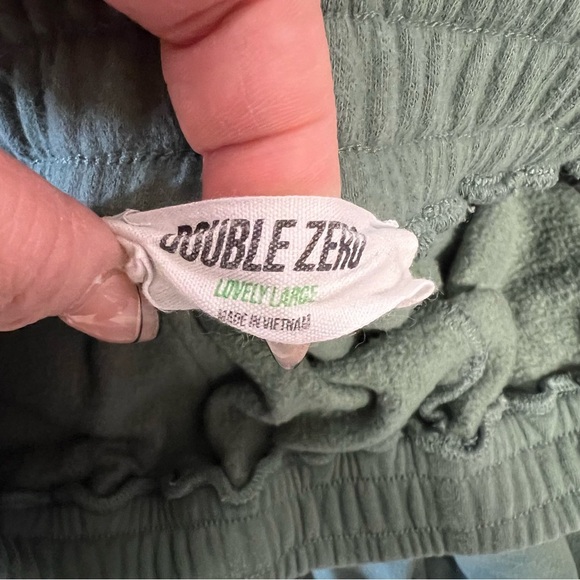 DOUBLE ZERO
LOVELY LARGE
MADE IN VIETNAM